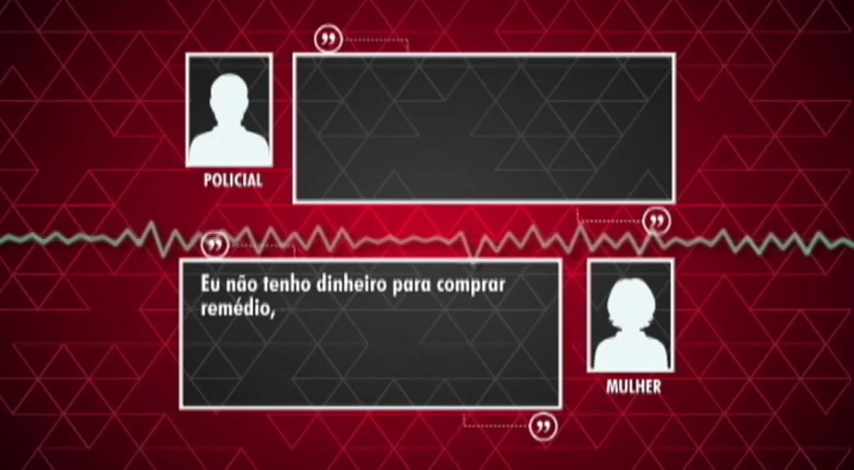 POLICIAL
Eu não tenho dinheiro para comprar
remédio,
MULHER